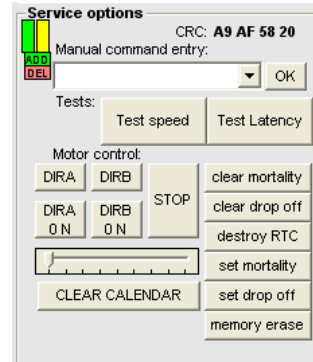 Service options
CRC: A9 AF 58 20
ADD
DEL
Manual command entry:
OK
Tests:
Test speed
Test Latency
Motor control:
DIRA
DIRB
STOP
DIRA
0 N
DIRB
0 N
CLEAR CALENDAR
clear mortality
clear drop off
destroy RTC
set mortality
set drop off
memory erase